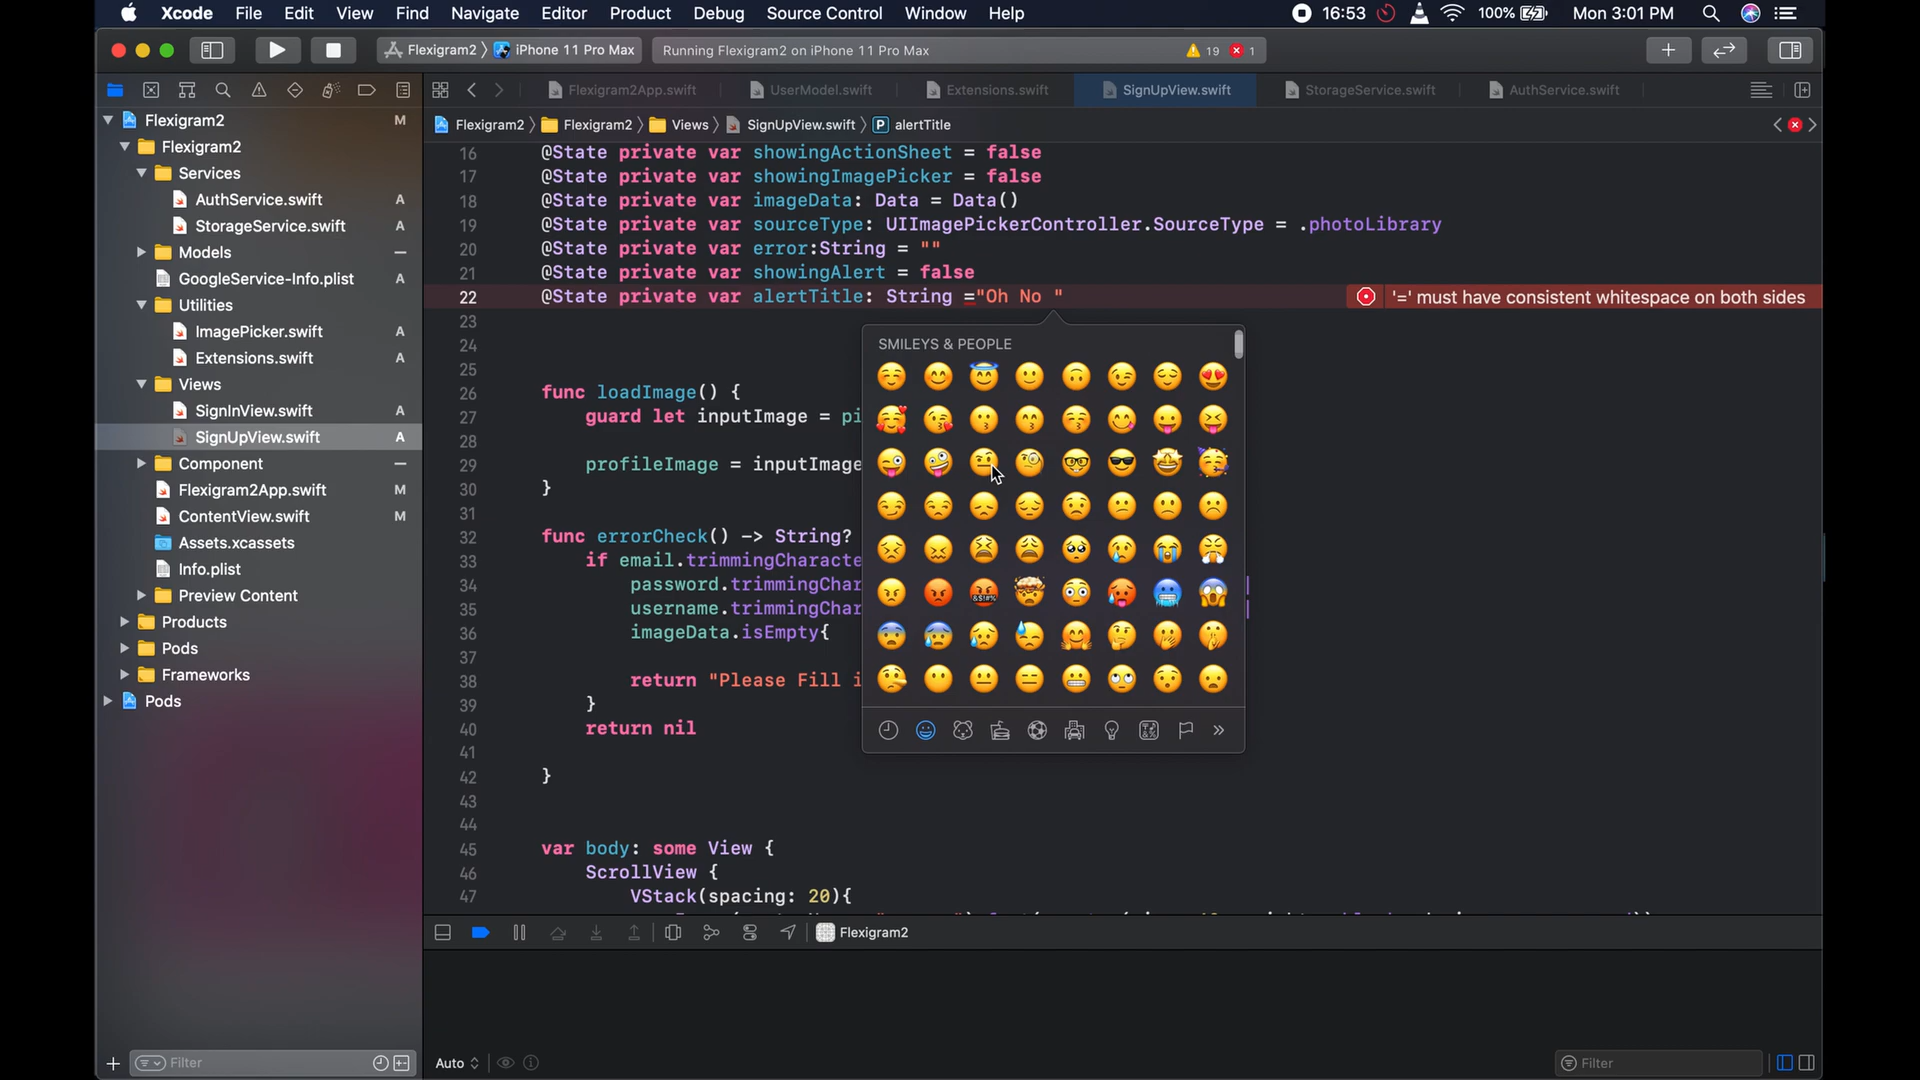 Xcode File Edit View Find Navigate Editor Product Debug Source Control Window Help 16:53 100% Mon 3:01 PM
Flexigram2 〉 iPhone 11 Pro Max Running Flexigram2 on iPhone 11 Pro Max 19 1
Flexigram2App.swift UserModel.swift Extensions.swift SignUpView.swift StorageService.swift AuthService.swift
Flexigram2 〉 Flexigram2 〉 Views 〉 SignUpView.swift 〉 P alertTitle
Flexigram2 M
Flexigram2
Services
AuthService.swift A
StorageService.swift A
Models
GoogleService-Info.plist A
Utilities
ImagePicker.swift A
Extensions.swift A
Views
SignInView.swift A
SignUpView.swift A
Component
Flexigram2App.swift M
ContentView.swift M
Assets.xcassets
Info.plist
Preview Content
Products
Pods
Frameworks
Pods
Filter
16 @State private var showingActionSheet = false
17 @State private var showingImagePicker = false
18 @State private var imageData: Data = Data()
19 @State private var sourceType: UIImagePickerController.SourceType = .photoLibrary
20 @State private var error:String = ""
21 @State private var showingAlert = false
22 @State private var alertTitle: String ="Oh No " '=' must have consistent whitespace on both sides
23
24
25
26 func loadImage() {
27 guard let inputImage = pi
28
29 profileImage = inputImage
30 }
31
32 func errorCheck() -> String?
33 if email.trimmingCharacte
34 password.trimmingChar |
35 username.trimmingChar |
36 imageData.isEmpty{
37
38 return "Please Fill i
39 }
40 return nil
41
42 }
43
44
45 var body: some View {
46 ScrollView {
47 VStack(spacing: 20){
SMILEYS & PEOPLE
Flexigram2
Auto
Filter